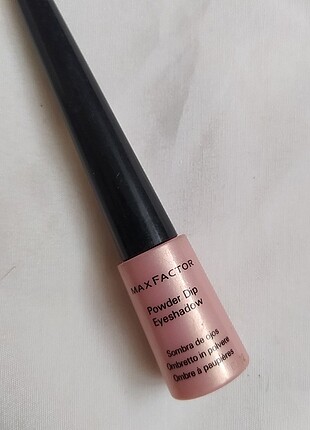 MAXFACTOR
Powder Dip
Eyeshadow
Sombra de ojos
Ombretto in polvere
Ombre à paupières